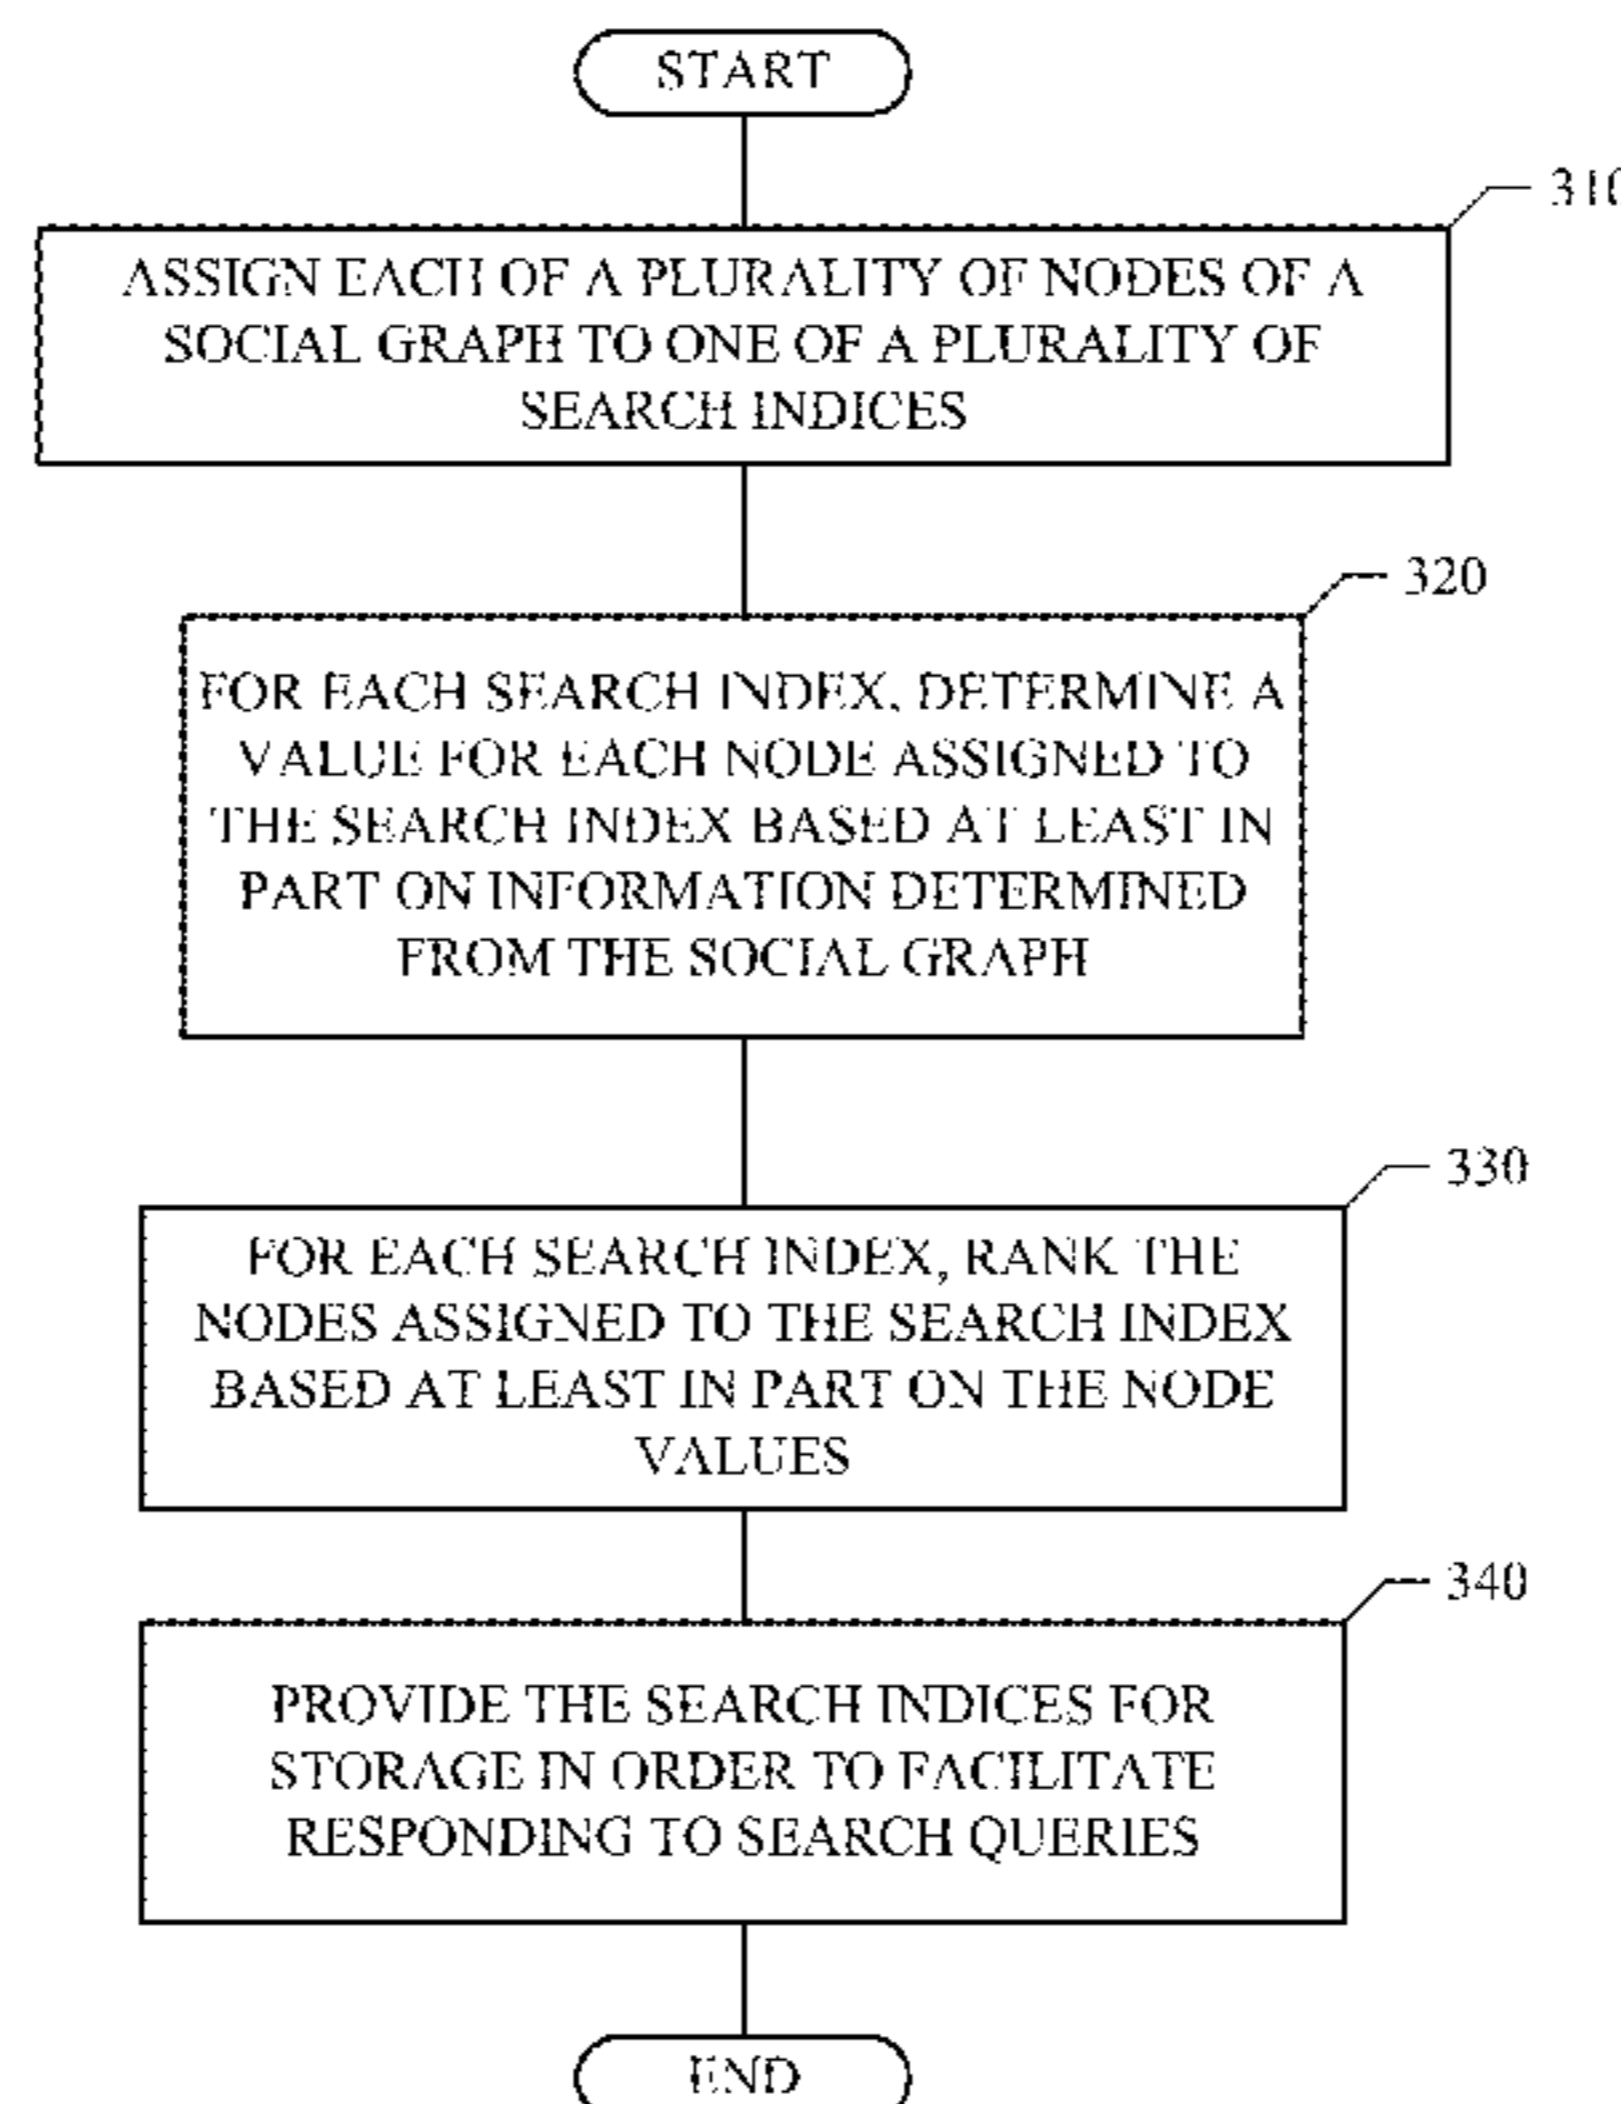 START
310
ASSIGN EACH OF A PLURALITY OF NODES OF A
SOCIAL GRAPH TO ONE OF A PLURALITY OF
SEARCH INDICES
320
FOR EACH SEARCH INDEX, DETERMINE A
VALUE FOR EACH NODE ASSIGNED TO
THE SEARCH INDEX BASED AT LEAST IN
PART ON INFORMATION DETERMINED
FROM THE SOCIAL GRAPH
330
FOR EACH SEARCH INDEX, RANK THE
NODES ASSIGNED TO THE SEARCH INDEX
BASED AT LEAST IN PART ON THE NODE
VALUES
340
PROVIDE THE SEARCH INDICES FOR
STORAGE IN ORDER TO FACILITATE
RESPONDING TO SEARCH QUERIES
END